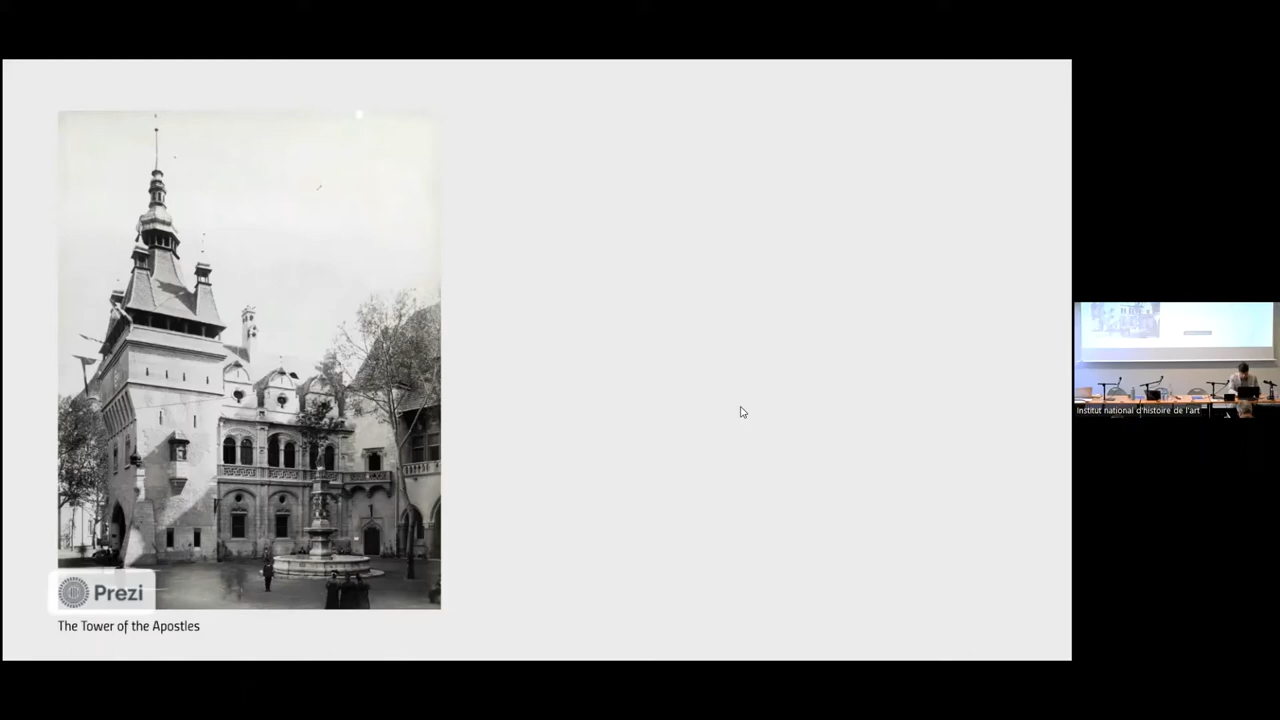 Prezi
The Tower of the Apostles
Institut national d'histoire de l'art